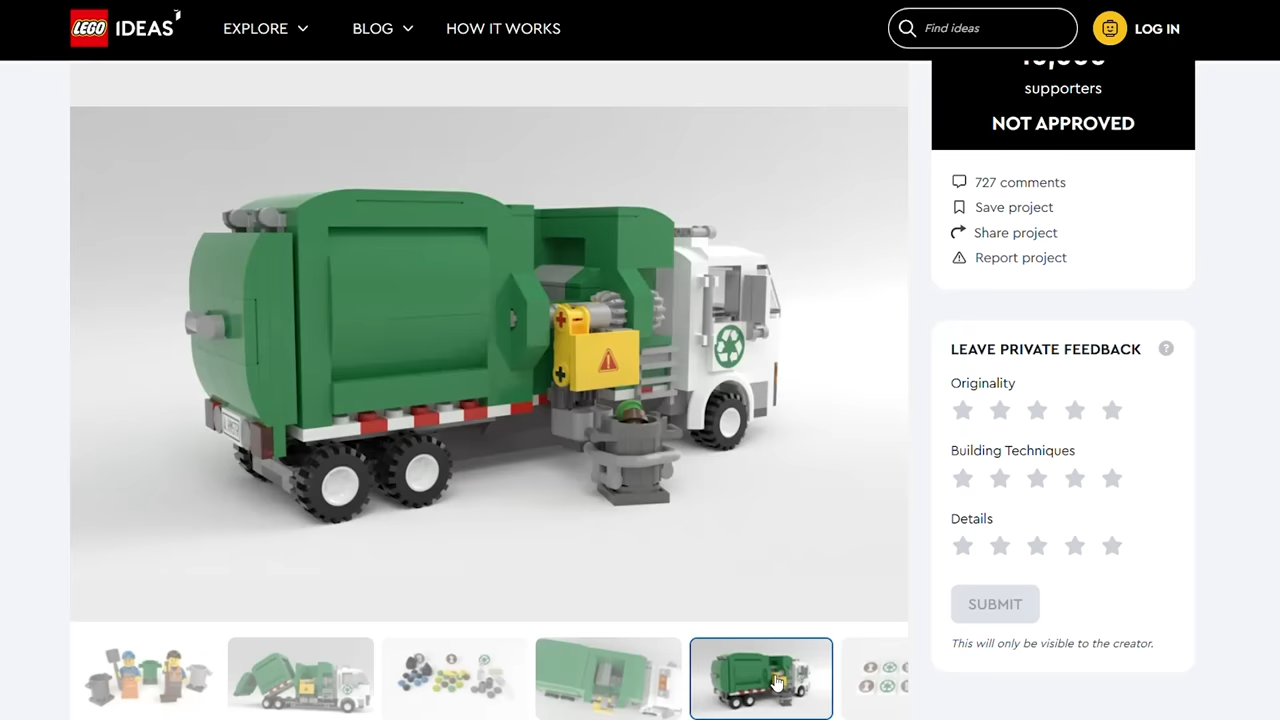 LEGO IDEAS
EXPLORE
BLOG
HOW IT WORKS
Find ideas
LOG IN
supporters
NOT APPROVED
727 comments
Save project
Share project
Report project
LEAVE PRIVATE FEEDBACK ?
Originality
Building Techniques
Details
SUBMIT
This will only be visible to the creator.